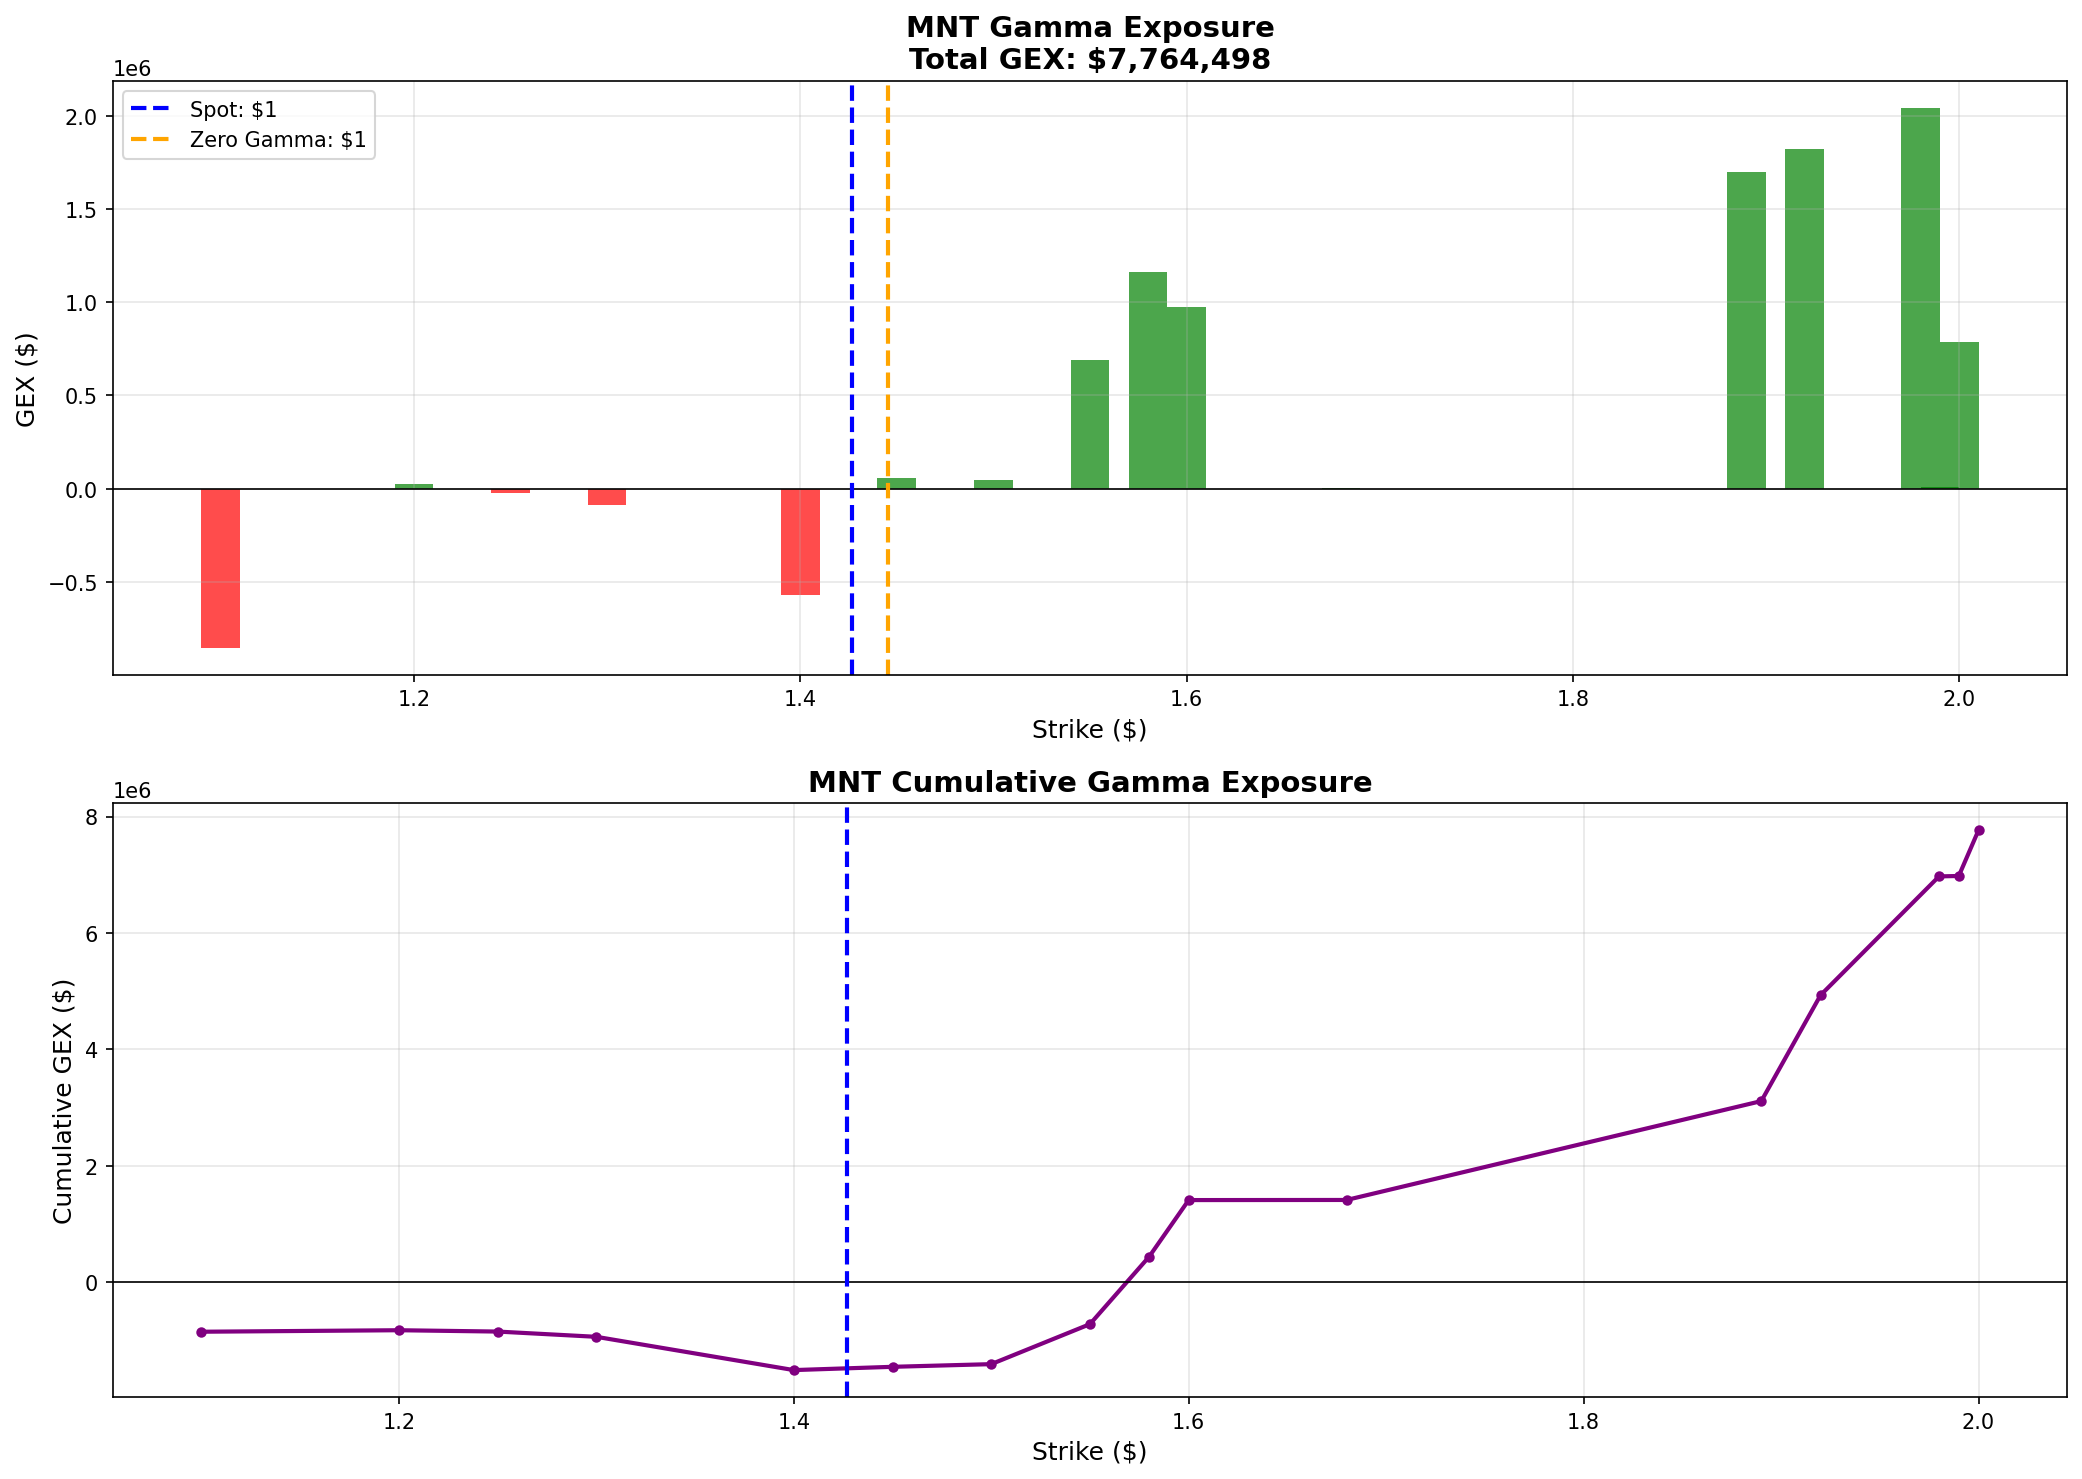 MNT Gamma Exposure
Total GEX: $7,764,498
1e6
Spot: $1
Zero Gamma: $1
2.0
1.5
1.0
0.5
0.0
−0.5
GEX ($)
1.2 1.4 1.6 1.8 2.0
Strike ($)
MNT Cumulative Gamma Exposure
1e6
8
6
4
2
0
Cumulative GEX ($)
1.2 1.4 1.6 1.8 2.0
Strike ($)